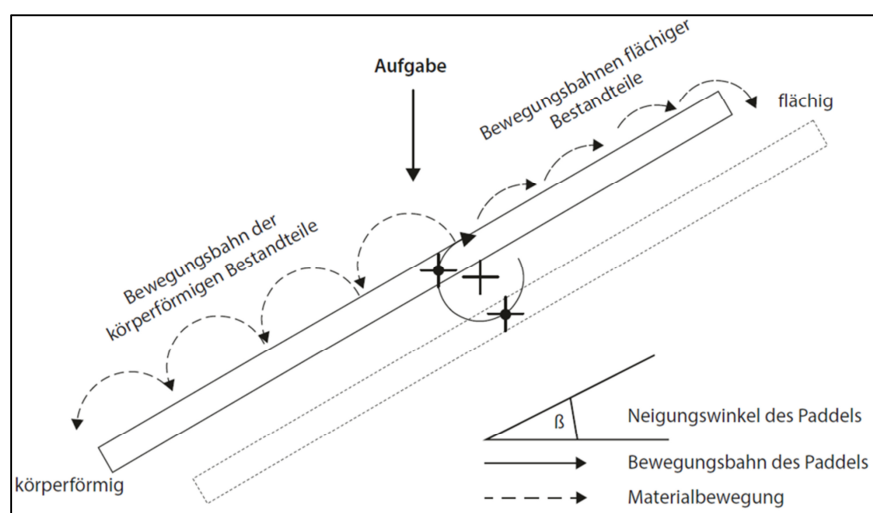 Aufgabe
Bewegungsbahnen flächiger
Bestandteile
flächig
Bewegungsbahn der
körperförmigen Bestandteile
körperförmig
ß
Neigungswinkel des Paddels
Bewegungsbahn des Paddels
Materialbewegung